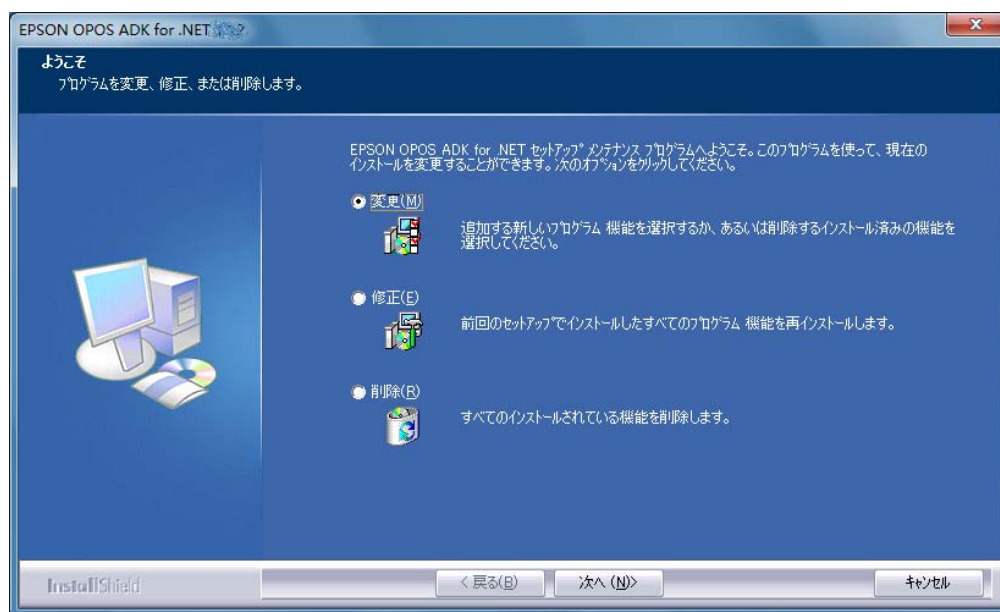 EPSON OPOS ADK for .NET
ようこそ
プログラムを変更、修正、または削除します。
EPSON OPOS ADK for .NET セットアップ メンテナンス プログラムへようこそ。このプログラムを使って、現在の
インストールを変更することができます。次のオプションをクリックしてください。
変更(M)
追加する新しいプログラム 機能を選択するか、あるいは削除するインストール済みの機能を
選択してください。
修正(E)
前回のセットアップでインストールしたすべてのプログラム 機能を再インストールします。
削除(R)
すべてのインストールされている機能を削除します。
InstallShield
< 戻る(B)
次へ (N)>
キャンセル